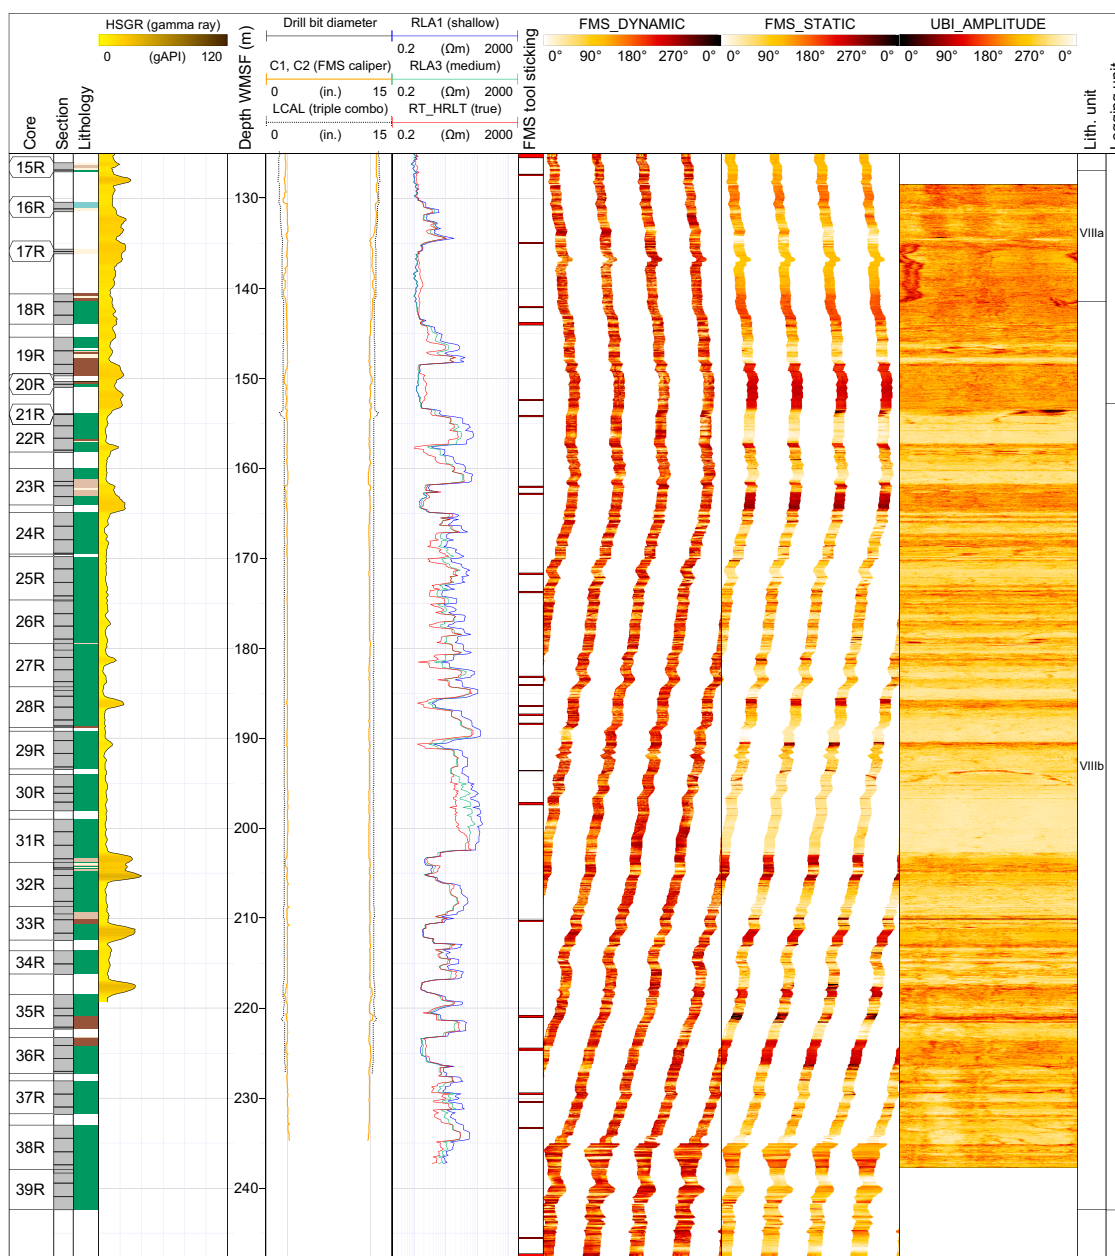 HSGR (gamma ray)
0 (gAPI) 120
Drill bit diameter
C1, C2 (FMS caliper)
0 (in.) 15
LCAL (triple combo)
0 (in.) 15
RLA1 (shallow)
0.2 (Ωm) 2000
RLA3 (medium)
0.2 (Ωm) 2000
RT_HRLT (true)
0.2 (Ωm) 2000
FMS_DYNAMIC
0° 90° 180° 270° 0°
FMS_STATIC
0° 90° 180° 270° 0°
UBI_AMPLITUDE
0° 90° 180° 270° 0°
Core
Section
Lithology
Depth WMSF (m)
FMS tool sticking
Lith. unit
15R
16R
17R
18R
19R
20R
21R
22R
23R
24R
25R
26R
27R
28R
29R
30R
31R
32R
33R
34R
35R
36R
37R
38R
39R
130
140
150
160
170
180
190
200
210
220
230
240
VIIIa
VIIIb